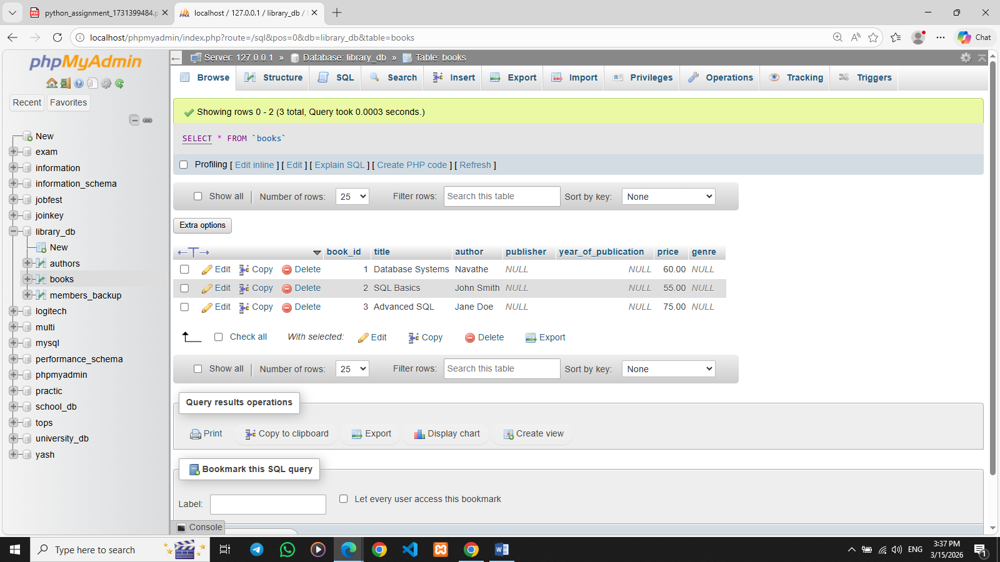 python_assignment_1731399484.p
localhost / 127.0.0.1 / library_db /
localhost/phpmyadmin/index.php?route=/sql&pos=0&db=library_db&table=books
Chat
phpMyAdmin
Recent
Favorites
New
exam
information
information_schema
jobfest
joinkey
library_db
New
authors
books
members_backup
logitech
multi
mysql
performance_schema
phpmyadmin
practic
school_db
tops
university_db
yash
Server: 127.0.0.1 » Database: library_db » Table: books
Browse Structure SQL Search Insert Export Import Privileges Operations Tracking Triggers
Showing rows 0 - 2 (3 total, Query took 0.0003 seconds.)
SELECT * FROM `books`
Profiling [ Edit inline ] [ Edit ] [ Explain SQL ] [ Create PHP code ] [ Refresh ]
Show all | Number of rows: 25 Filter rows: Search this table Sort by key: None
Extra options
book_id title author publisher year_of_publication price genre
Edit Copy Delete 1 Database Systems Navathe NULL NULL 60.00 NULL
Edit Copy Delete 2 SQL Basics John Smith NULL NULL 55.00 NULL
Edit Copy Delete 3 Advanced SQL Jane Doe NULL NULL 75.00 NULL
Check all With selected: Edit Copy Delete Export
Show all | Number of rows: 25 Filter rows: Search this table Sort by key: None
Query results operations
Print Copy to clipboard Export Display chart Create view
Bookmark this SQL query
Label: Let every user access this bookmark
Console
Type here to search
ENG
3:37 PM
3/15/2026
1